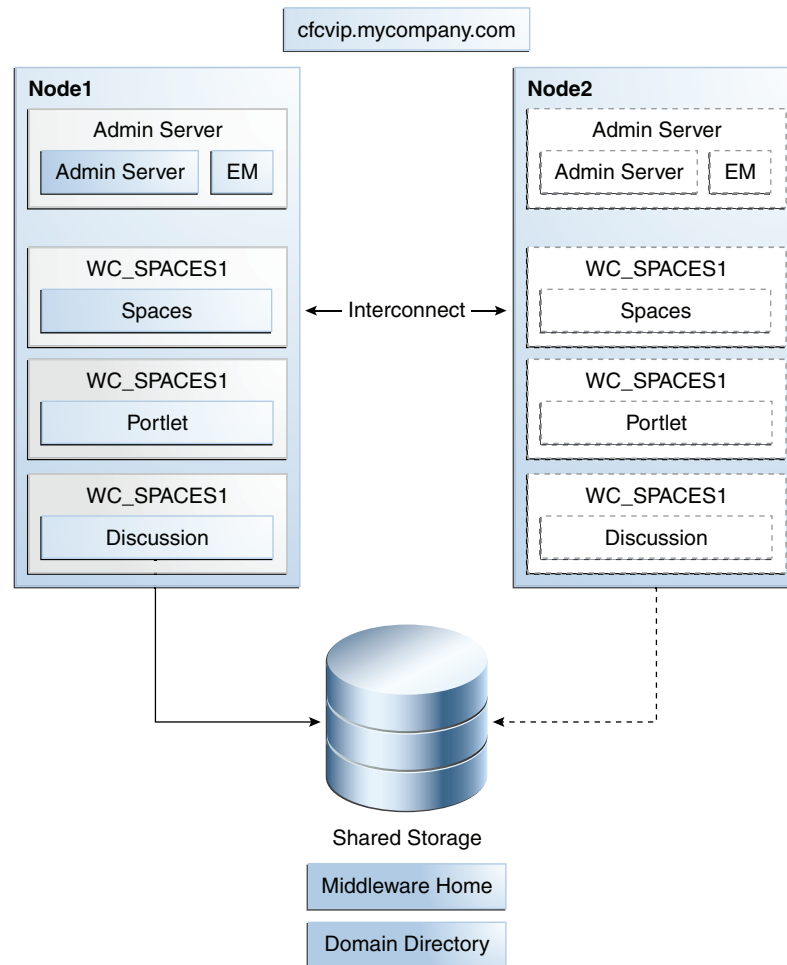 cfcvip.mycompany.com
Node1
Admin Server
Admin Server
EM
WC_SPACES1
Spaces
WC_SPACES1
Portlet
WC_SPACES1
Discussion
Interconnect
Node2
Admin Server
Admin Server
EM
WC_SPACES1
Spaces
WC_SPACES1
Portlet
WC_SPACES1
Discussion
Shared Storage
Middleware Home
Domain Directory